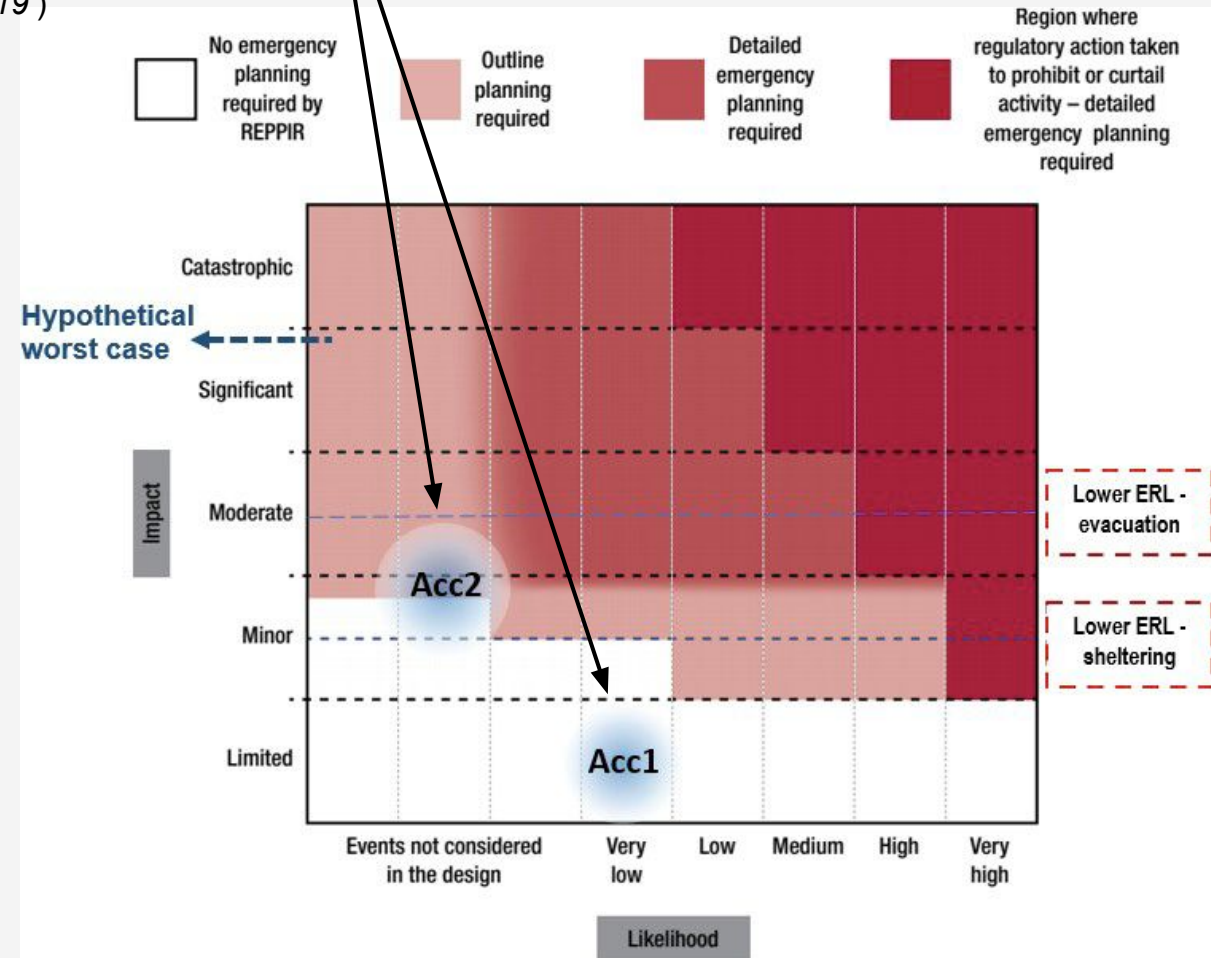 19 )
No emergency
planning
required by
REPPIR
Outline
planning
required
Detailed
emergency
planning
required
Region where
regulatory action taken
to prohibit or curtail
activity – detailed
emergency planning
required
Catastrophic
Hypothetical
worst case
Significant
Impact
Moderate
Lower ERL -
evacuation
Acc2
Minor
Lower ERL -
sheltering
Limited
Acc1
Events not considered
in the design
Very
low
Low
Medium
High
Very
high
Likelihood